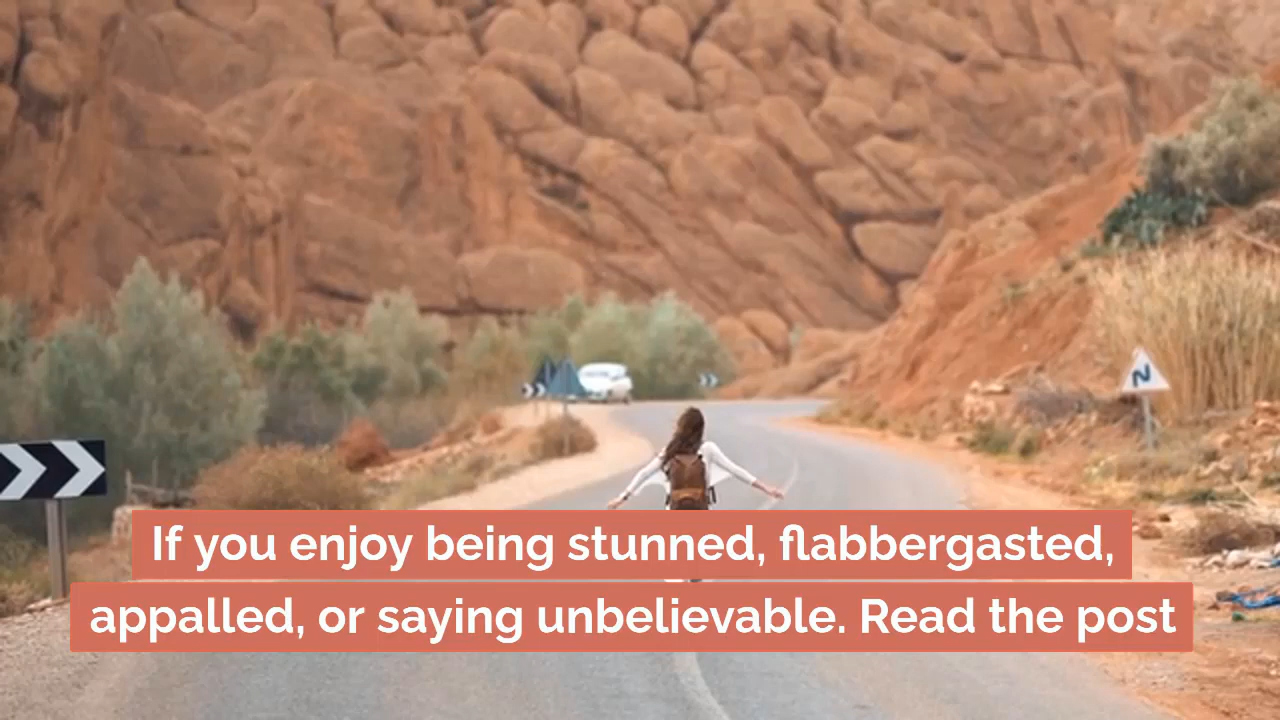 If you enjoy being stunned, flabbergasted,
appalled, or saying unbelievable. Read the post